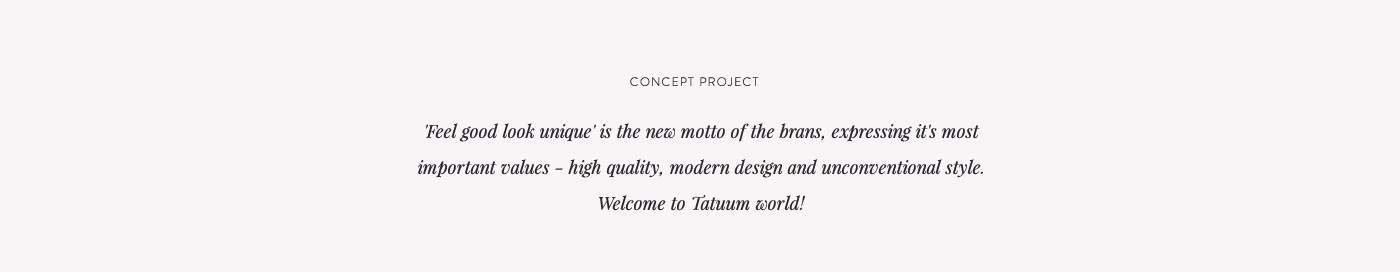 CONCEPT PROJECT
'Feel good look unique' is the new motto of the brans, expressing it's most
important values – high quality, modern design and unconventional style.
Welcome to Tatuum world!